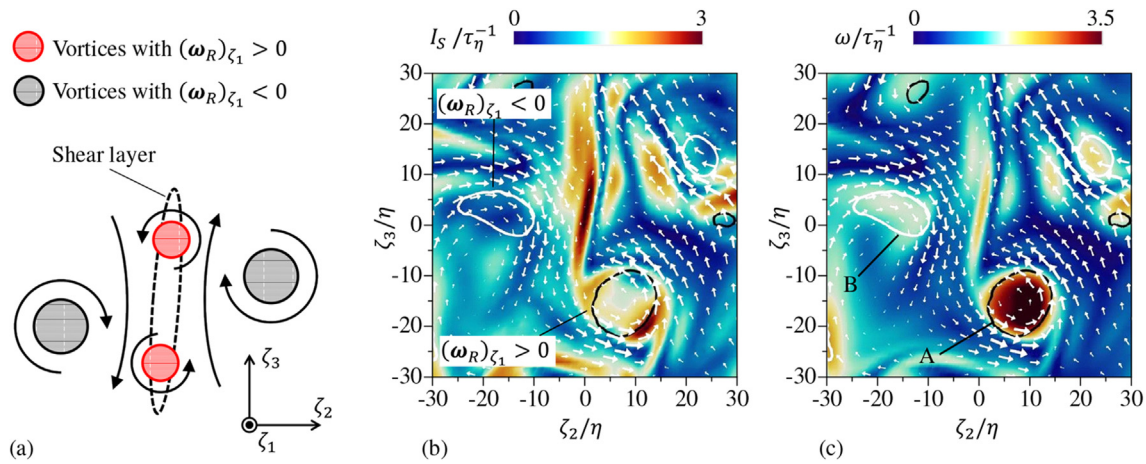 Vortices with (ω_R)_ζ₁ > 0
Vortices with (ω_R)_ζ₁ < 0
Shear layer
ζ₃
ζ₂
ζ₁
(a)
0 3
I_S/τ_η⁻¹
30
20
10
0
-10
-20
-30
ζ₃/η
(ω_R)_ζ₁ < 0
(ω_R)_ζ₁ > 0
-30 -20 -10 0 10 20 30
ζ₂/η
(b)
0 3.5
ω/τ_η⁻¹
30
20
10
0
-10
-20
-30
ζ₃/η
B
A
-30 -20 -10 0 10 20 30
ζ₂/η
(c)